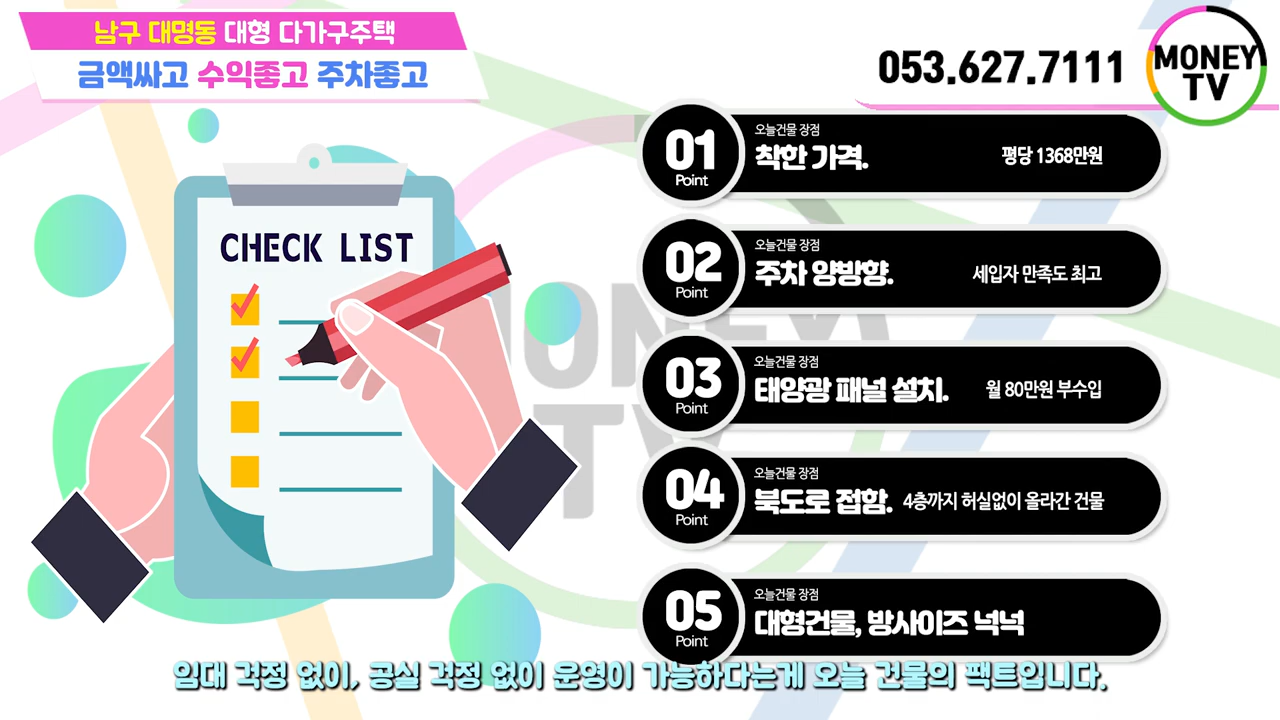 남구 대명동 대형 다가구주택
금액싸고 수익좋고 주차좋고
053.627.7111
MONEY
TV
CHECK LIST
01
Point
오늘건물 장점
착한 가격.
평당 1368만원
02
Point
오늘건물 장점
주차 양방향.
세입자 만족도 최고
03
Point
오늘건물 장점
태양광 패널 설치.
월 80만원 부수입
04
Point
오늘건물 장점
북도로 접함.
4층까지 허실없이 올라간 건물
05
Point
오늘건물 장점
대형건물, 방사이즈 넉넉
MONEY
TV
임대 걱정 없이, 공실 걱정 없이 운영이 가능하다는게 오늘 건물의 팩트입니다.